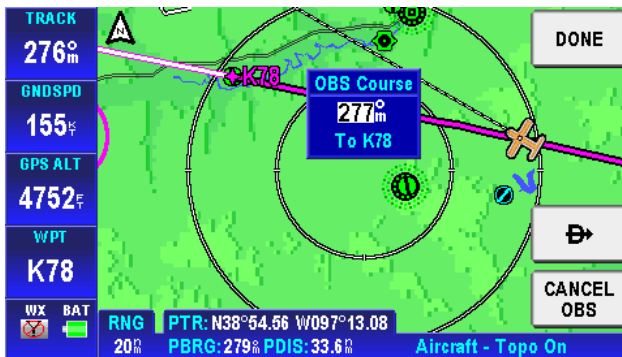 TRACK
276°m
GNDSPD
155KT
GPS ALT
4752FT
WPT
K78
WX BAT
N
K78
OBS Course
277°m
To K78
DONE
D
CANCEL
OBS
RNG
20NM
PTR: N38°54.56 W097°13.08
PBRG: 279°m PDIS: 33.6NM
Aircraft - Topo On